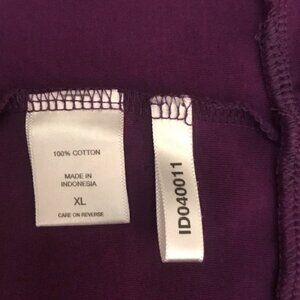 100% COTTON
MADE IN
INDONESIA
XL
CARE ON REVERSE
ID040011